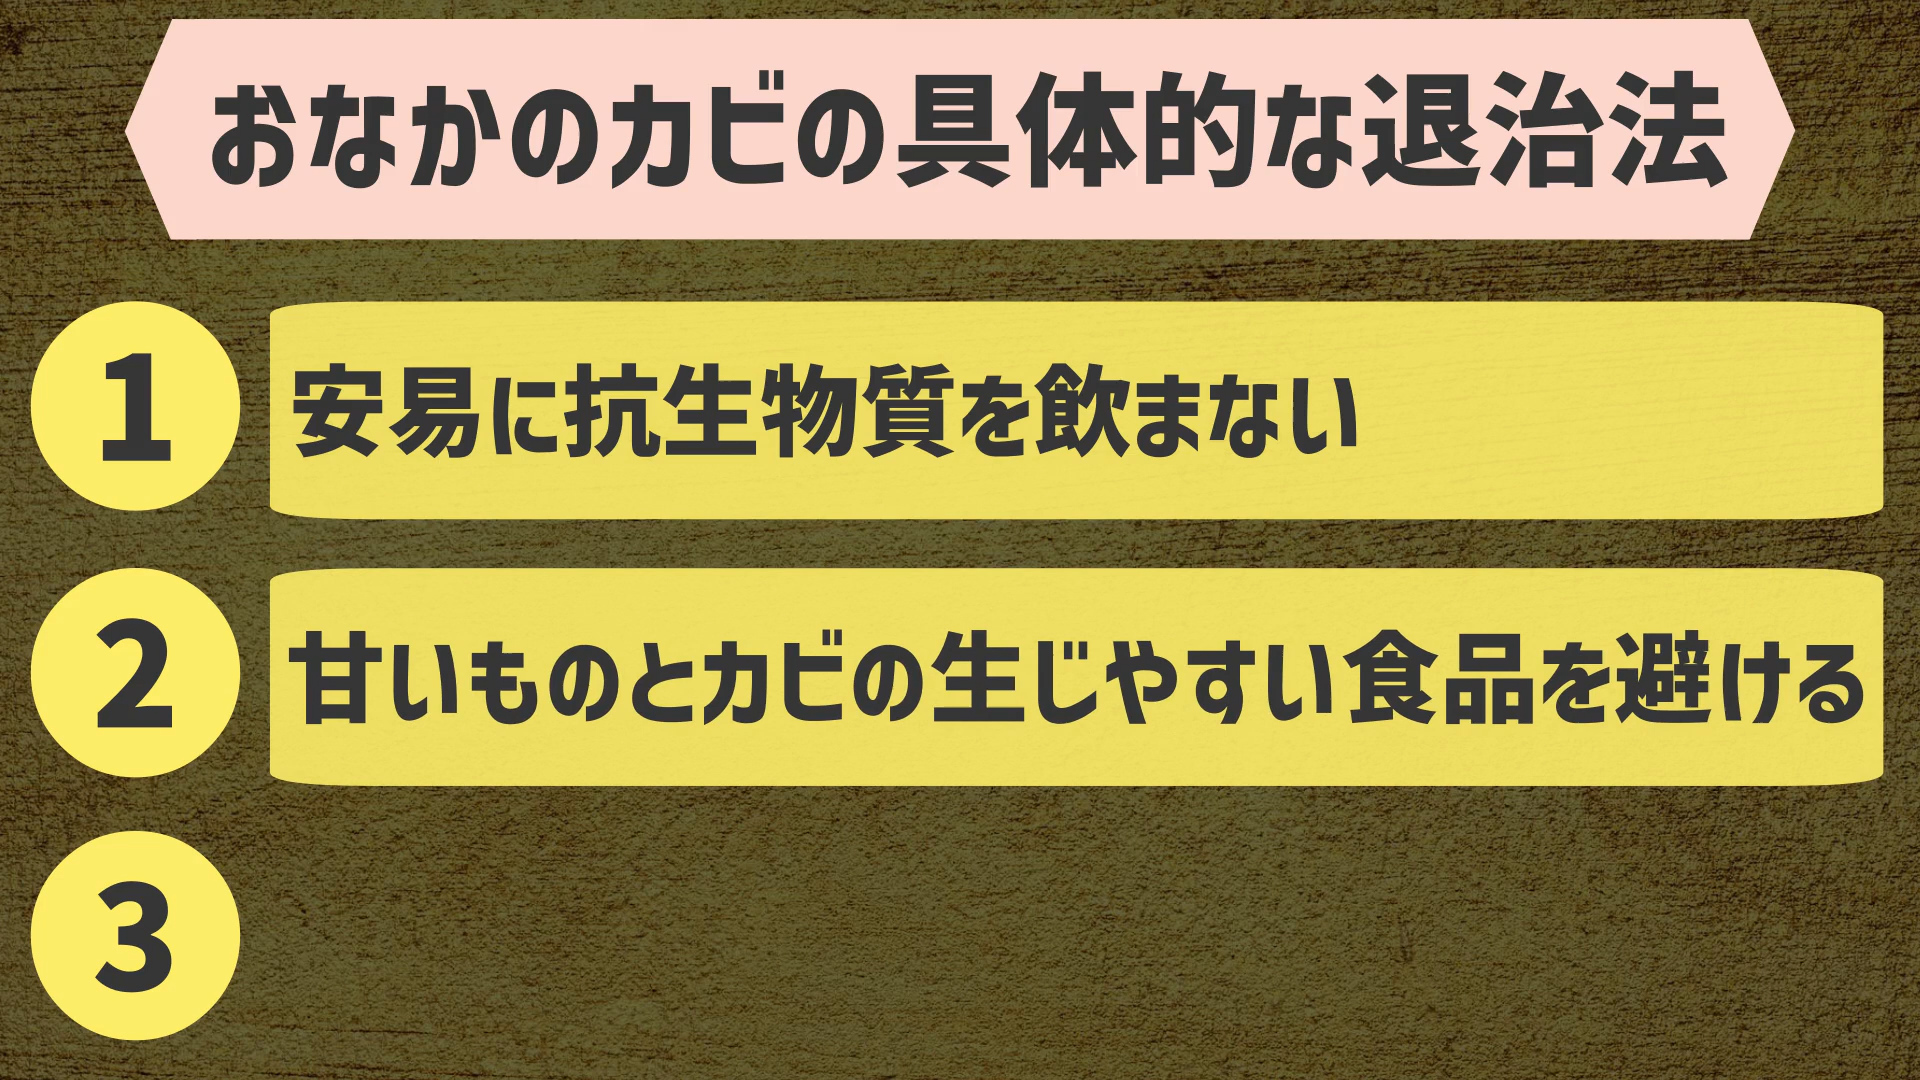 おなかのカビの具体的な退治法
1 安易に抗生物質を飲まない
2 甘いものとカビの生じやすい食品を避ける
3